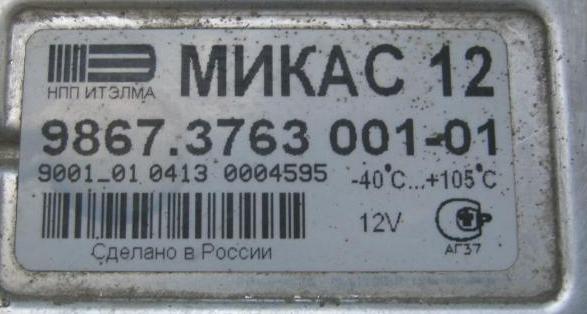 НПП ИТЭЛМА
МИКАС 12
9867.3763 001-01
9001_01 0413 0004595
-40°C...+105°C
12V
АГ37
Сделано в России